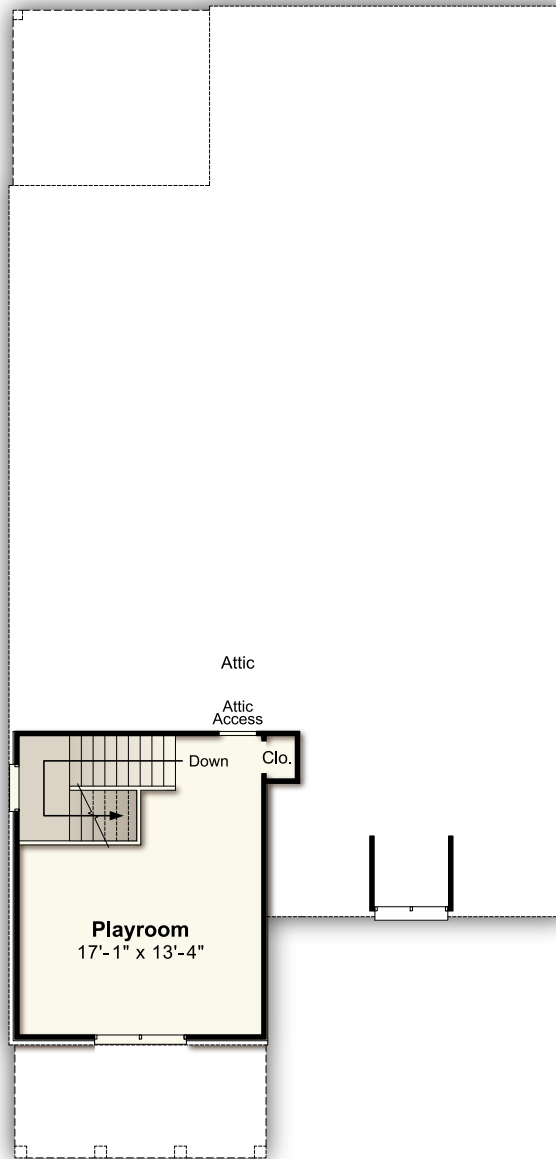 Attic
Attic
Access
Down
Clo.
Playroom
17'-1" x 13'-4"